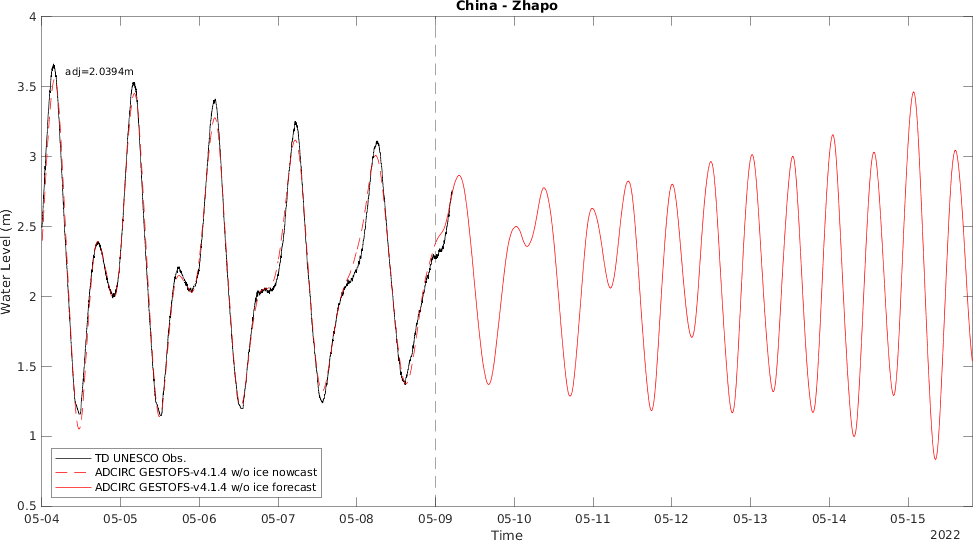 China - Zhapo
4
adj=2.0394m
3.5
3
2.5
Water Level (m)
2
1.5
1
0.5
TD UNESCO Obs.
ADCIRC GESTOFS-v4.1.4 w/o ice nowcast
ADCIRC GESTOFS-v4.1.4 w/o ice forecast
05-04 05-05 05-06 05-07 05-08 05-09 05-10 05-11 05-12 05-13 05-14 05-15
Time
2022